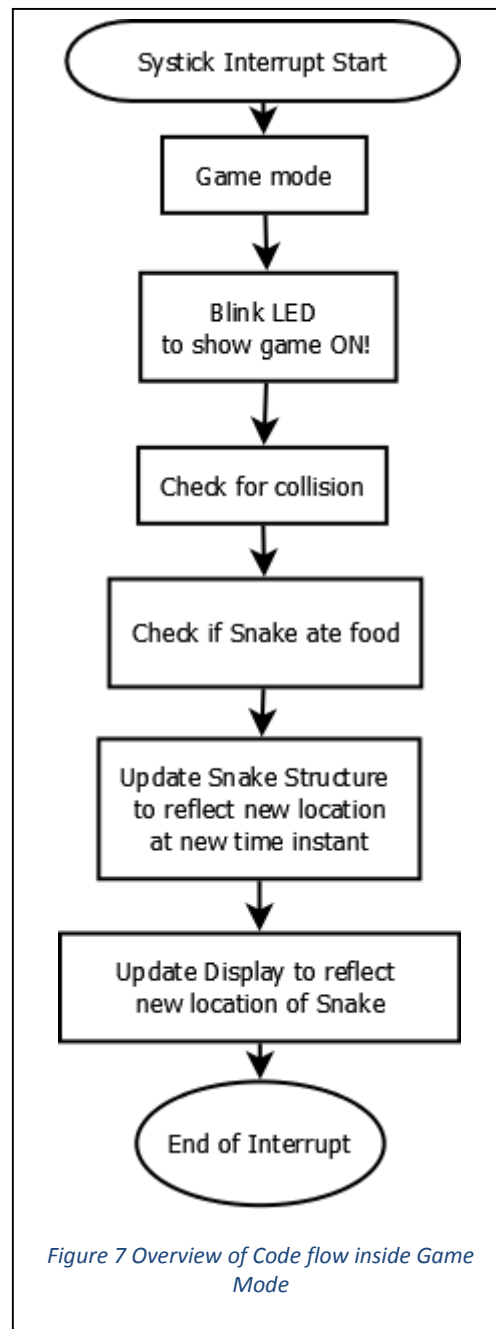 Systick Interrupt Start
Game mode
Blink LED
to show game ON!
Check for collision
Check if Snake ate food
Update Snake Structure
to reflect new location
at new time instant
Update Display to reflect
new location of Snake
End of Interrupt
Figure 7 Overview of Code flow inside Game
Mode